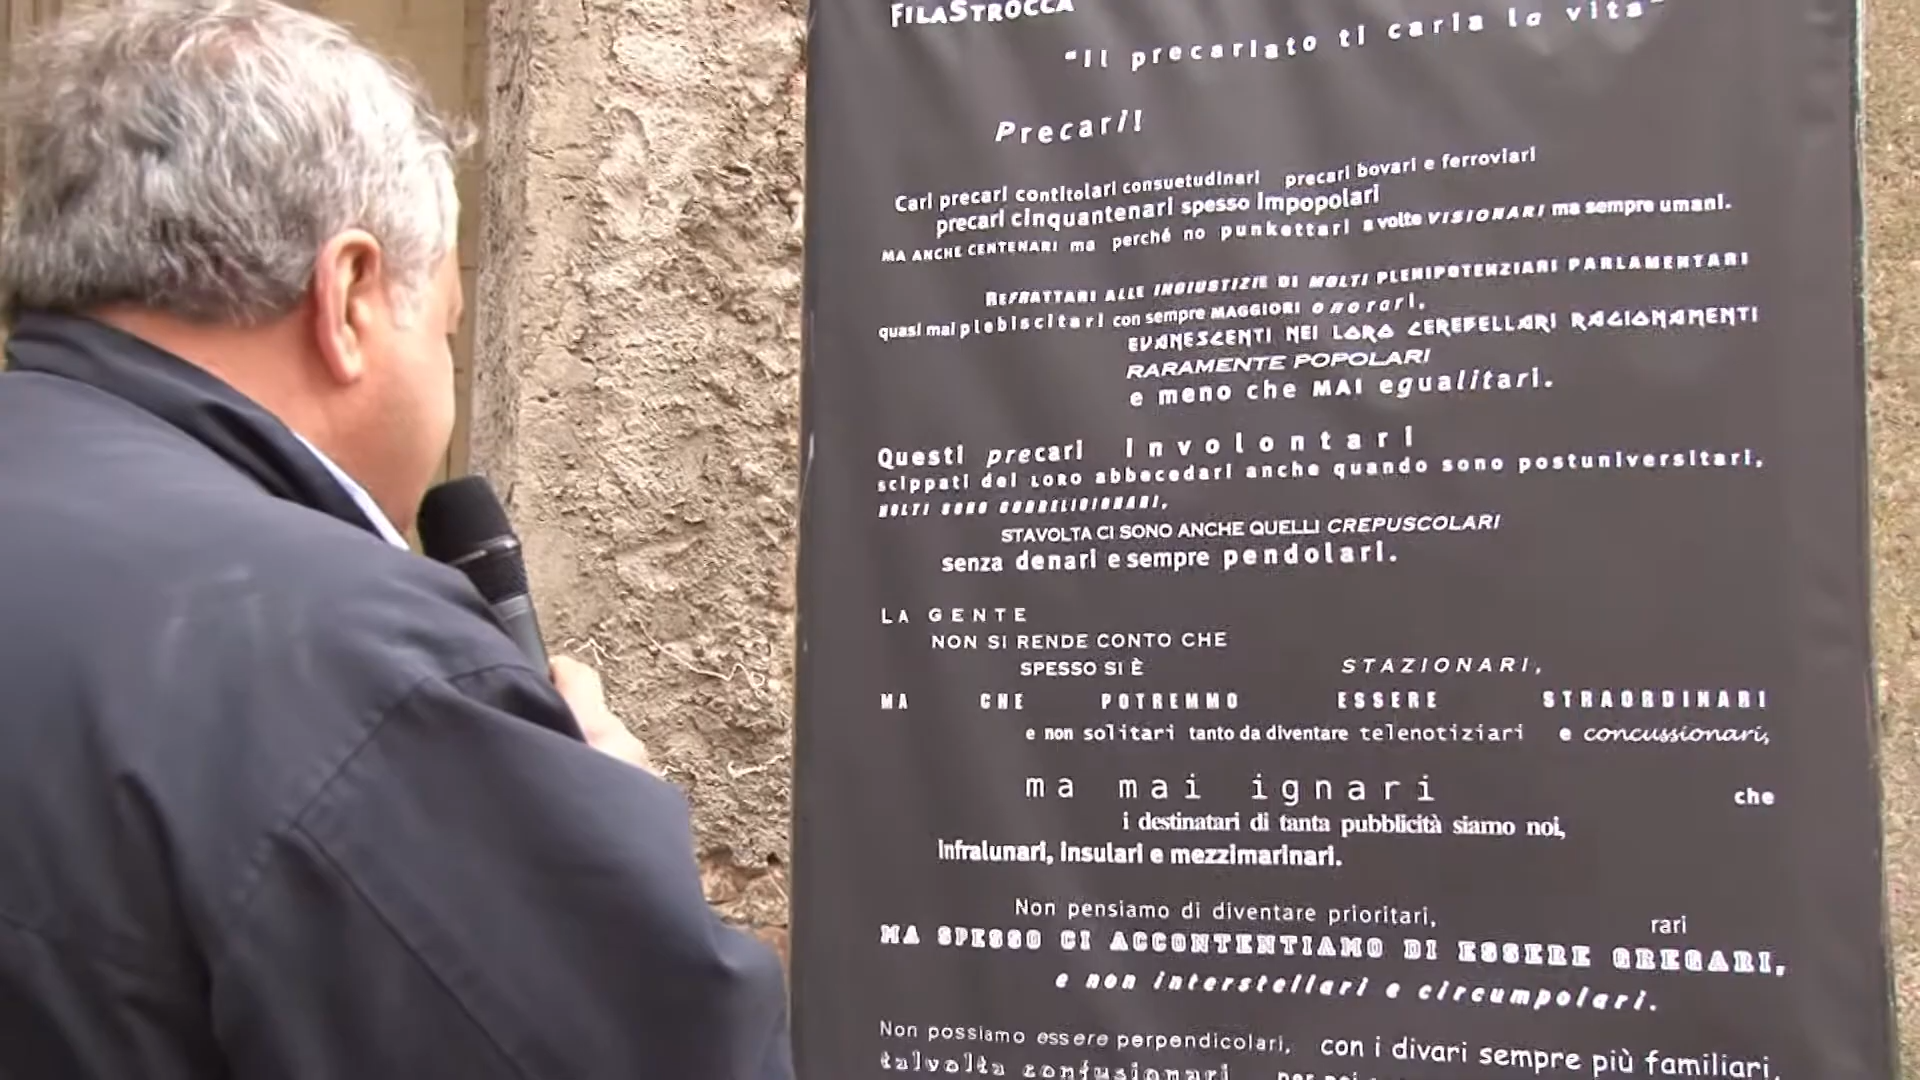 FILASTROCCA
"Il precariato ti caria la vita"
Precari!
Cari precari contitolari consuetudinari precari bovari e ferroviari
precari cinquantenari spesso impopolari
MA ANCHE CENTENARI ma perché no punkettari a volte VISIONARI ma sempre umani.
REFRATTARI ALLE INGIUSTIZIE DI MOLTI PLENIPOTENZIARI PARLAMENTARI
quasi mai plebiscitari con sempre MAGGIORI onorari,
EVANESCENTI NEI LORO CEREBELLARI RAGIONAMENTI
RARAMENTE POPOLARI
e meno che MAI egualitari.
Questi precari involontari
scippati dei LORO abbecedari anche quando sono postuniversitari,
MOLTI SONO CORRELIGIONARI,
STAVOLTA CI SONO ANCHE QUELLI CREPUSCOLARI
senza denari e sempre pendolari.
LA GENTE
NON SI RENDE CONTO CHE
SPESSO SI È STAZIONARI,
MA CHE POTREMMO ESSERE STRAORDINARI
e non solitari tanto da diventare telenotiziari e concussionari,
ma mai ignari che
i destinatari di tanta pubblicità siamo noi,
infralunari, insulari e mezzimarinari.
Non pensiamo di diventare prioritari, rari
MA SPESSO CI ACCONTENTIAMO DI ESSERE GREGARI,
e non interstellari e circumpolari.
Non possiamo essere perpendicolari, con i divari sempre più familiari,
talvolta confusionari per poi